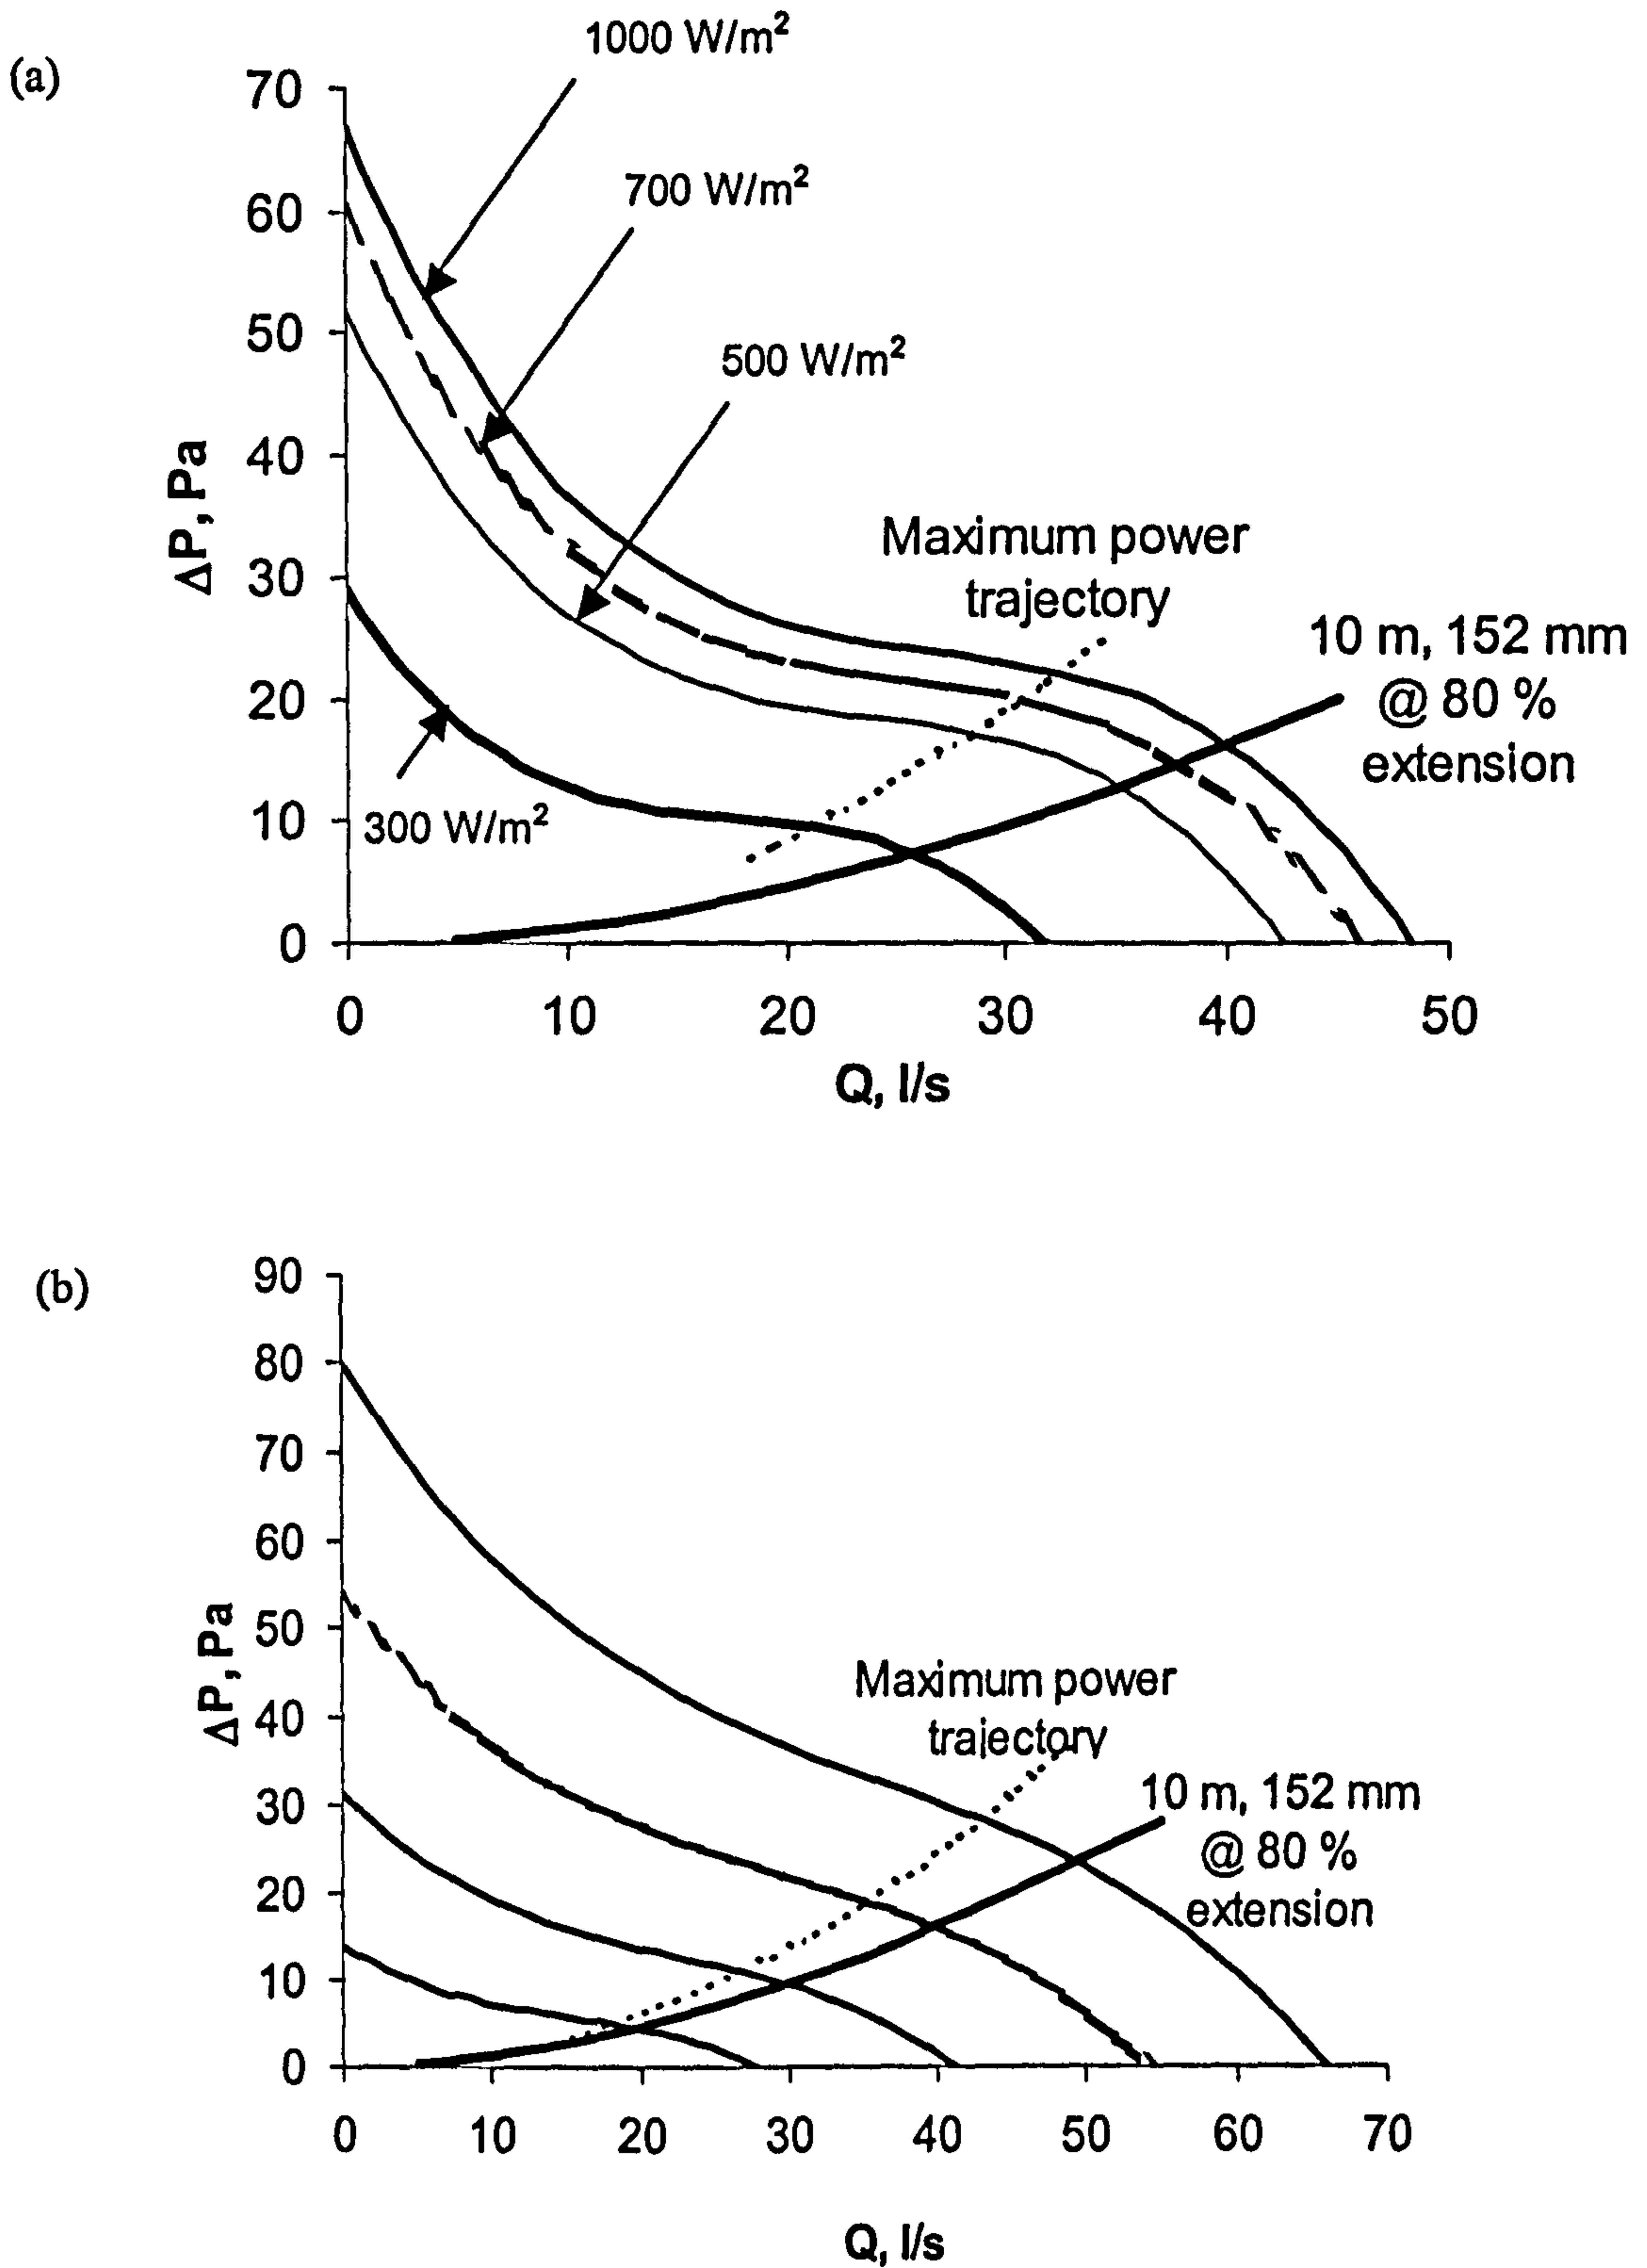 (a)
1000 W/m²
700 W/m²
500 W/m²
300 W/m²
Maximum power
trajectory
10 m, 152 mm
@ 80 %
extension
ΔP, Pa
70
60
50
40
30
20
10
0
0 10 20 30 40 50
Q, l/s
(b)
Maximum power
trajectory
10 m, 152 mm
@ 80 %
extension
ΔP, Pa
90
80
70
60
50
40
30
20
10
0
0 10 20 30 40 50 60 70
Q, l/s